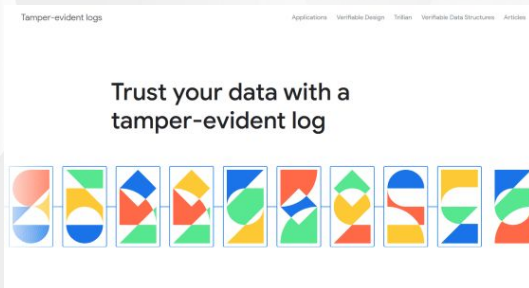 Tamper-evident logs
Applications Verifiable Design Trillian Verifiable Data Structures Articles
Trust your data with a
tamper-evident log